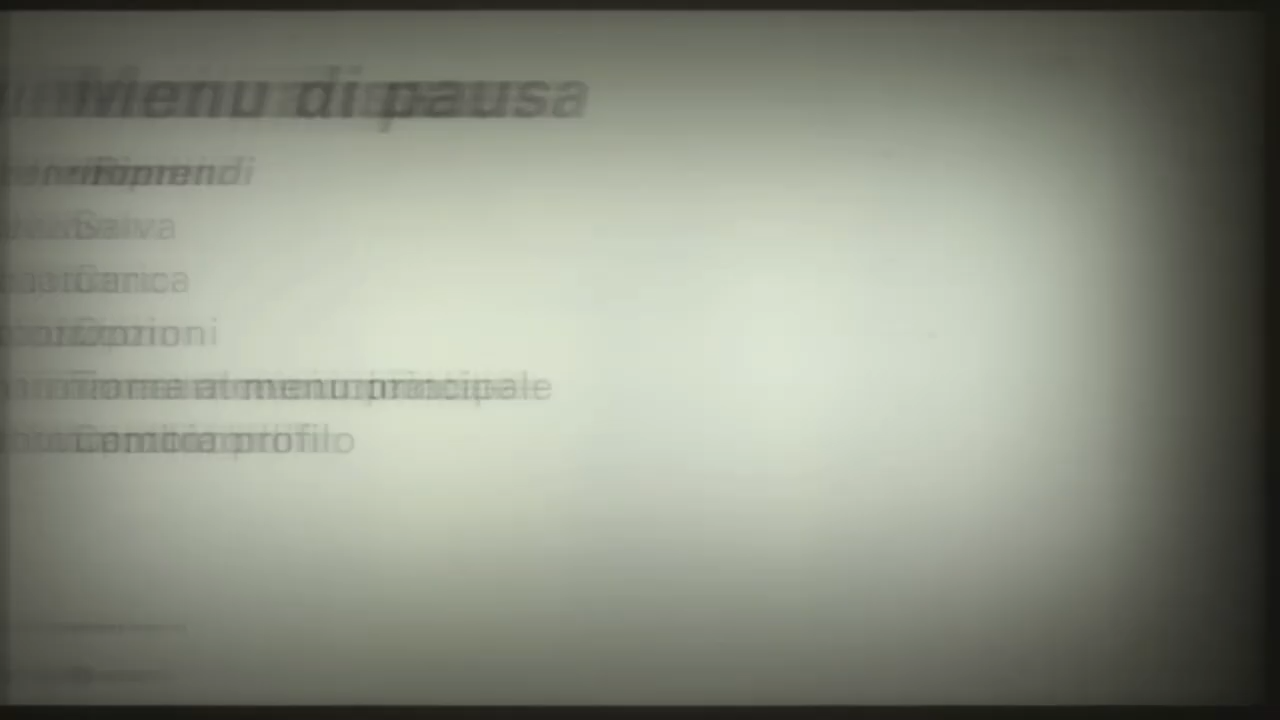 Menu di pausa
Riprendi
Salva
Carica
Opzioni
Torna al menu principale
Cambia profilo